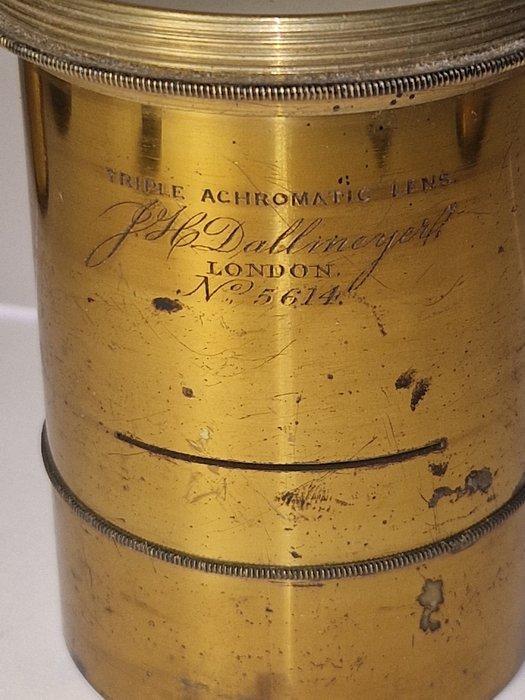 TRIPLE ACHROMATIC LENS.
J H Dallmeyer
LONDON.
No 5614.